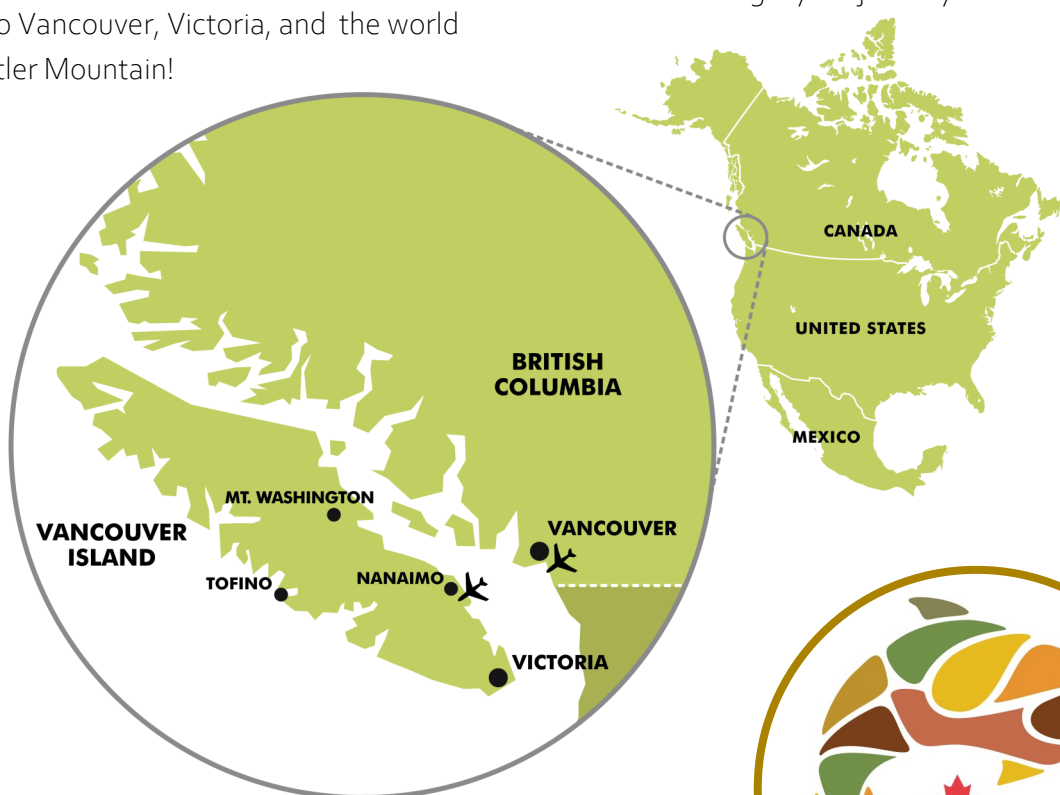 Vancouver, Victoria, and the world
Mountain!
CANADA
UNITED STATES
MEXICO
BRITISH
COLUMBIA
MT. WASHINGTON
VANCOUVER
ISLAND
VANCOUVER
TOFINO
NANAIMO
VICTORIA